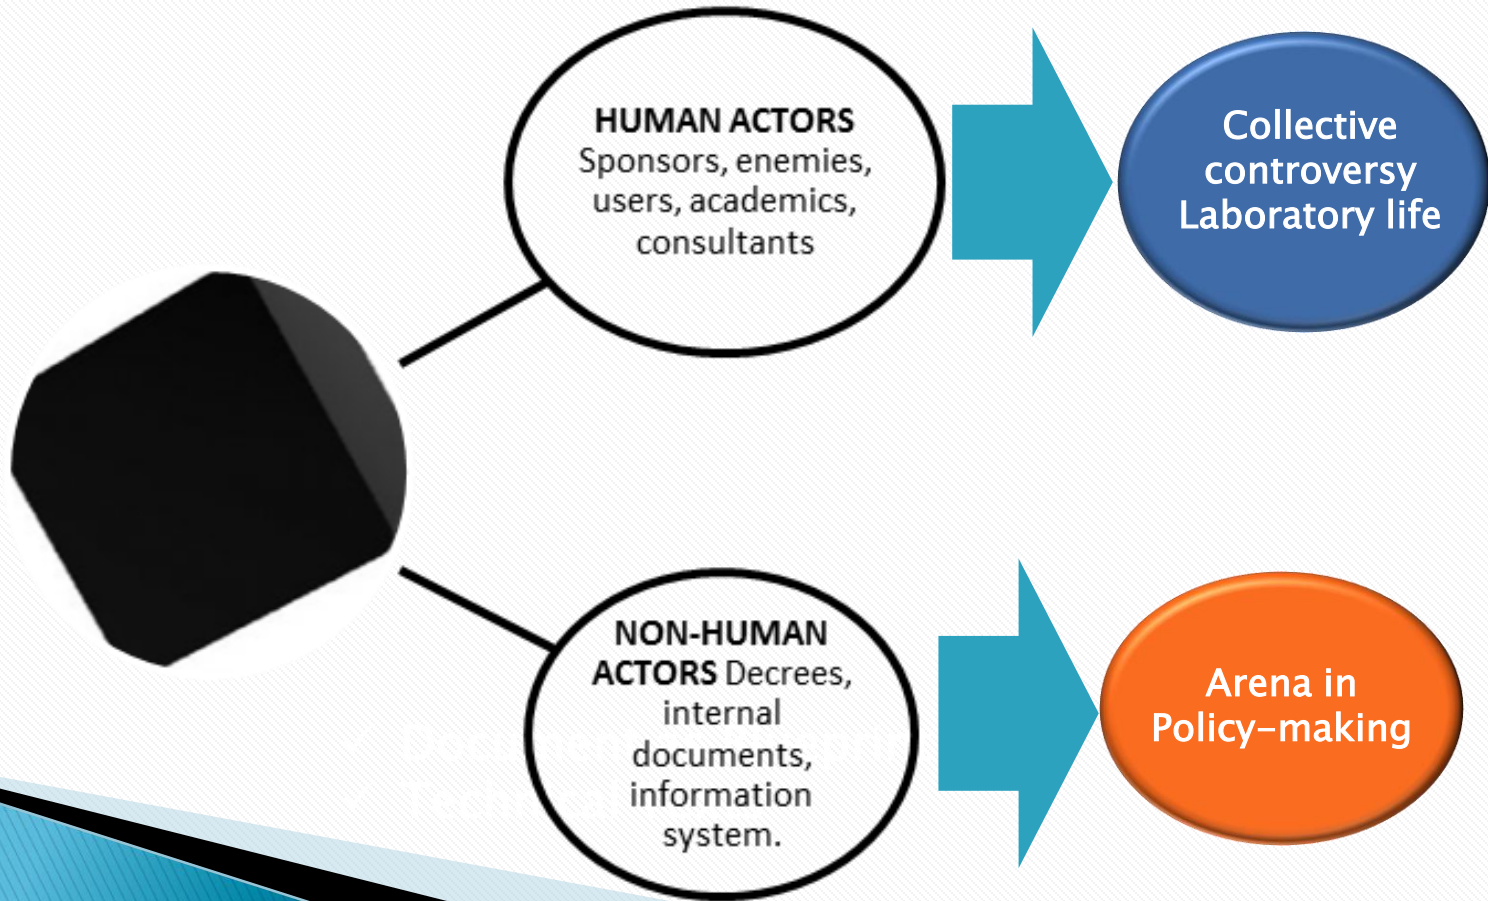 HUMAN ACTORS
Sponsors, enemies,
users, academics,
consultants
Collective
controversy
Laboratory life
NON-HUMAN
ACTORS Decrees,
internal
documents,
information
system.
Arena in
Policy-making